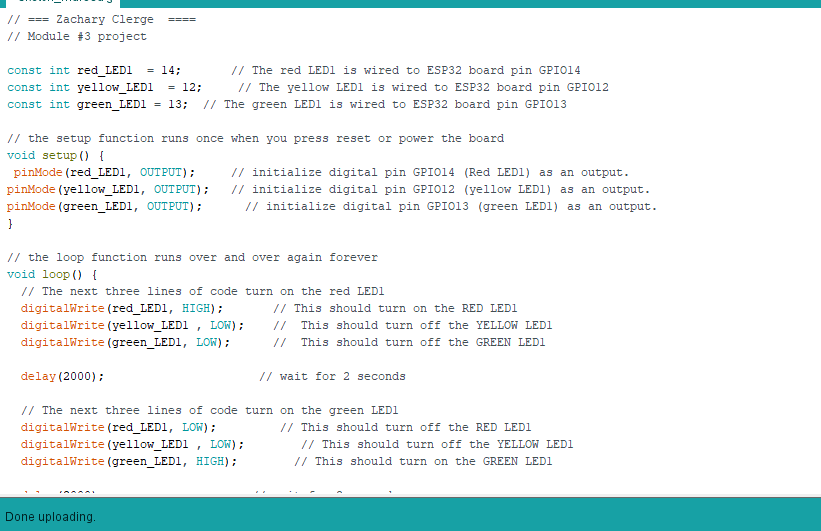 // === Zachary Clerge  ====
// Module #3 project
const int red_LED1  = 14;       // The red LED1 is wired to ESP32 board pin GPIO14
const int yellow_LED1  = 12;     // The yellow LED1 is wired to ESP32 board pin GPIO12
const int green_LED1 = 13;  // The green LED1 is wired to ESP32 board pin GPIO13
// the setup function runs once when you press reset or power the board
void setup() {
 pinMode(red_LED1, OUTPUT);     // initialize digital pin GPIO14 (Red LED1) as an output.
pinMode(yellow_LED1, OUTPUT);   // initialize digital pin GPIO12 (yellow LED1) as an output.
pinMode(green_LED1, OUTPUT);      // initialize digital pin GPIO13 (green LED1) as an output.
}
// the loop function runs over and over again forever
void loop() {
  // The next three lines of code turn on the red LED1
  digitalWrite(red_LED1, HIGH);       // This should turn on the RED LED1
  digitalWrite(yellow_LED1 , LOW);    //  This should turn off the YELLOW LED1
  digitalWrite(green_LED1, LOW);      //  This should turn off the GREEN LED1
  delay(2000);                      // wait for 2 seconds
  // The next three lines of code turn on the green LED1
  digitalWrite(red_LED1, LOW);         // This should turn off the RED LED1
  digitalWrite(yellow_LED1 , LOW);        // This should turn off the YELLOW LED1
  digitalWrite(green_LED1, HIGH);        // This should turn on the GREEN LED1
Done uploading.